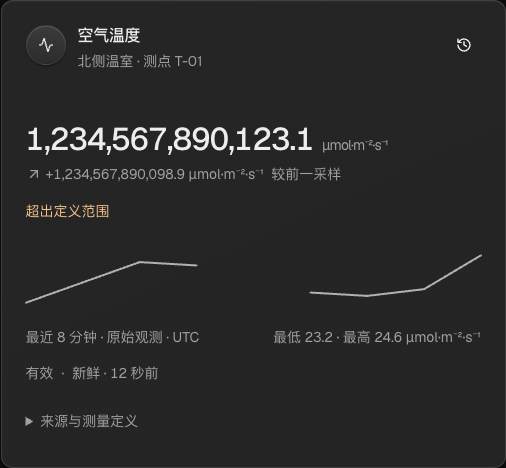 空气温度
北侧温室 · 测点 T-01
1,234,567,890,123.1 μmol·m⁻²·s⁻¹
↗ +1,234,567,890,098.9 μmol·m⁻²·s⁻¹ 较前一采样
超出定义范围
最近 8 分钟 · 原始观测 · UTC
最低 23.2 · 最高 24.6 μmol·m⁻²·s⁻¹
有效 · 新鲜 · 12 秒前
▶ 来源与测量定义